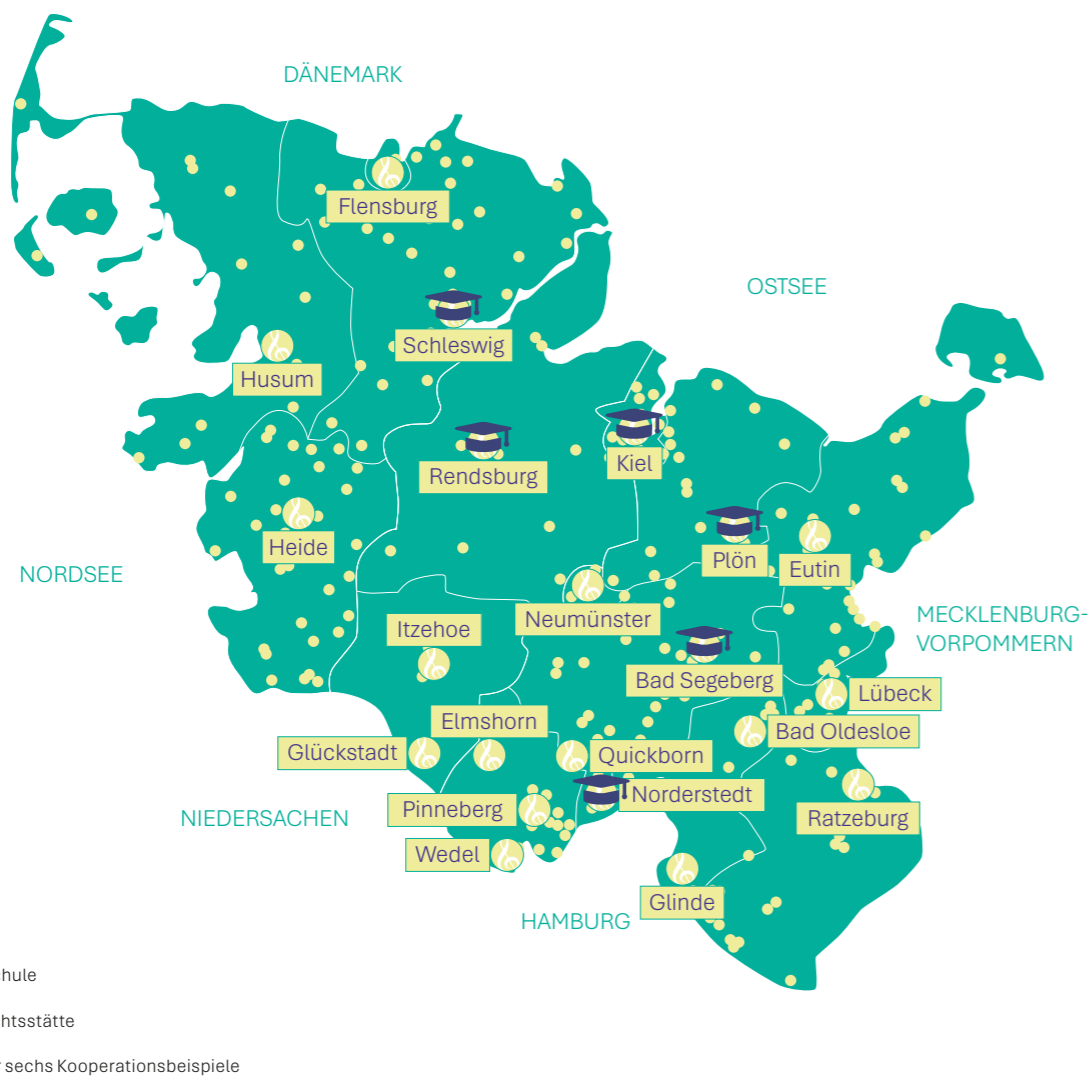 DÄNEMARK
Flensburg
OSTSEE
Schleswig
Husum
Rendsburg
Kiel
Heide
Plön
Eutin
NORDSEE
Neumünster
Itzehoe
MECKLENBURG-
VORPOMMERN
Bad Segeberg
Lübeck
Elmshorn
Bad Oldesloe
Glückstadt
Quickborn
Norderstedt
Pinneberg
NIEDERSACHEN
Ratzeburg
Wedel
Glinde
HAMBURG
chule
htsstätte
sechs Kooperationsbeispiele